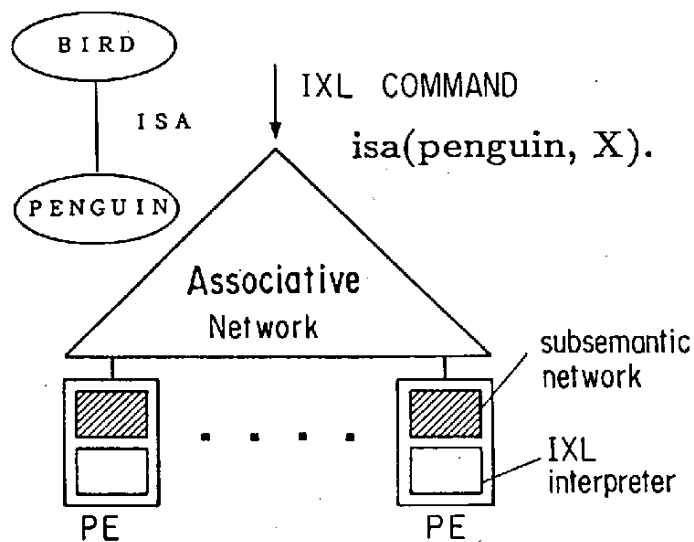 BIRD
ISA
PENGUIN
IXL COMMAND
isa(penguin, X).
Associative
Network
subsemantic
network
IXL
interpreter
PE
PE